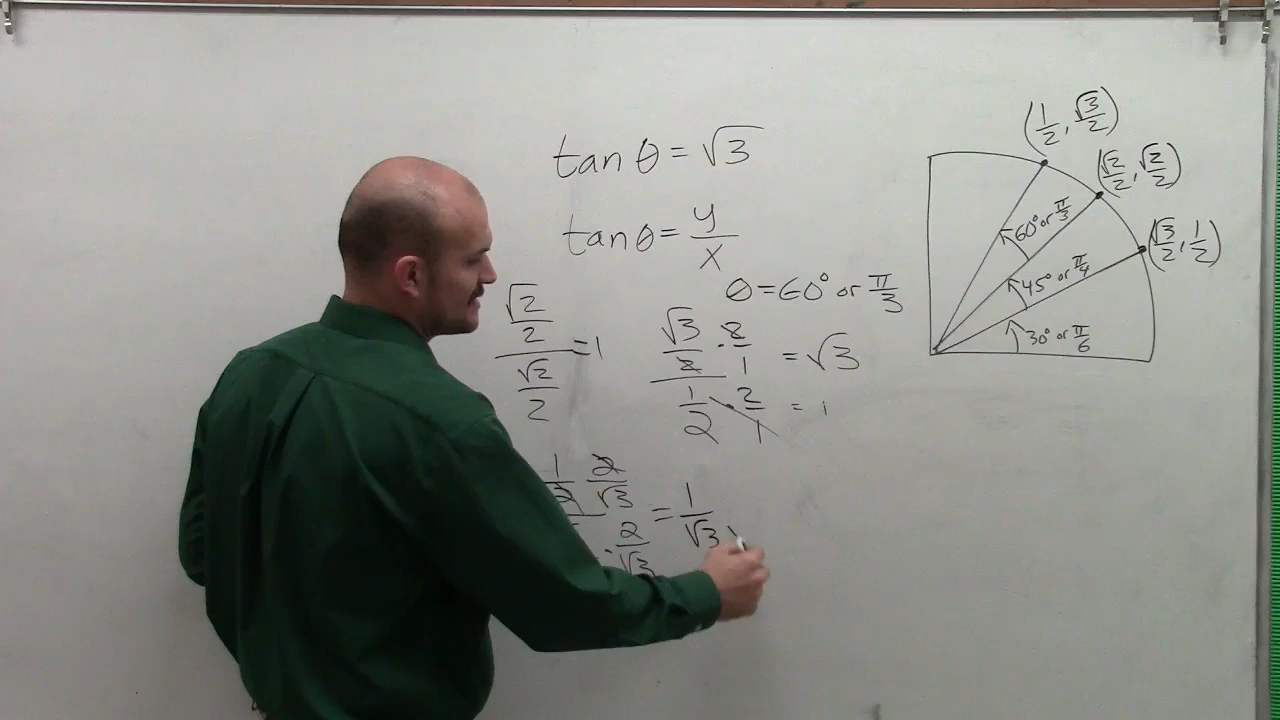 tan θ = √3
tan θ = y/x
θ = 60° or π/3
(√2/2)/(√2/2) = 1
√3/2 · 2/1 = √3
1/2 · 2/1 = 1
1/2 · 2/√3 = 1/√3
· 2/√3
(1/2, √3/2)
(√2/2, √2/2)
(√3/2, 1/2)
60° or π/3
45° or π/4
30° or π/6